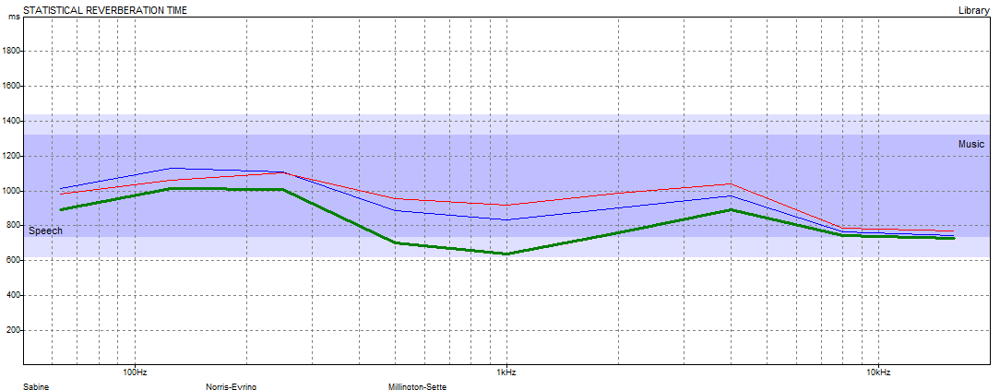 STATISTICAL REVERBERATION TIME Library
ms
1800
1600
1400
Music
1200
1000
800
Speech
600
400
200
100Hz 1kHz 10kHz
Sabine Norris-Eyring Millington-Sette